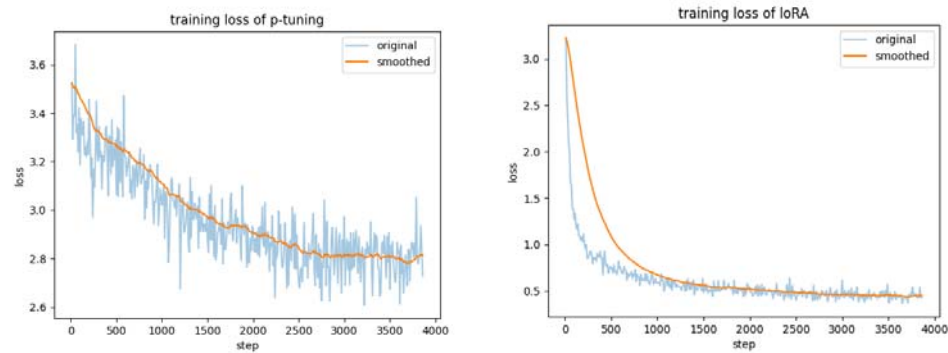 training loss of p-tuning
original
smoothed
3.6
3.4
3.2
3.0
2.8
2.6
loss
0 500 1000 1500 2000 2500 3000 3500 4000
step
training loss of loRA
original
smoothed
3.0
2.5
2.0
1.5
1.0
0.5
loss
0 500 1000 1500 2000 2500 3000 3500 4000
step